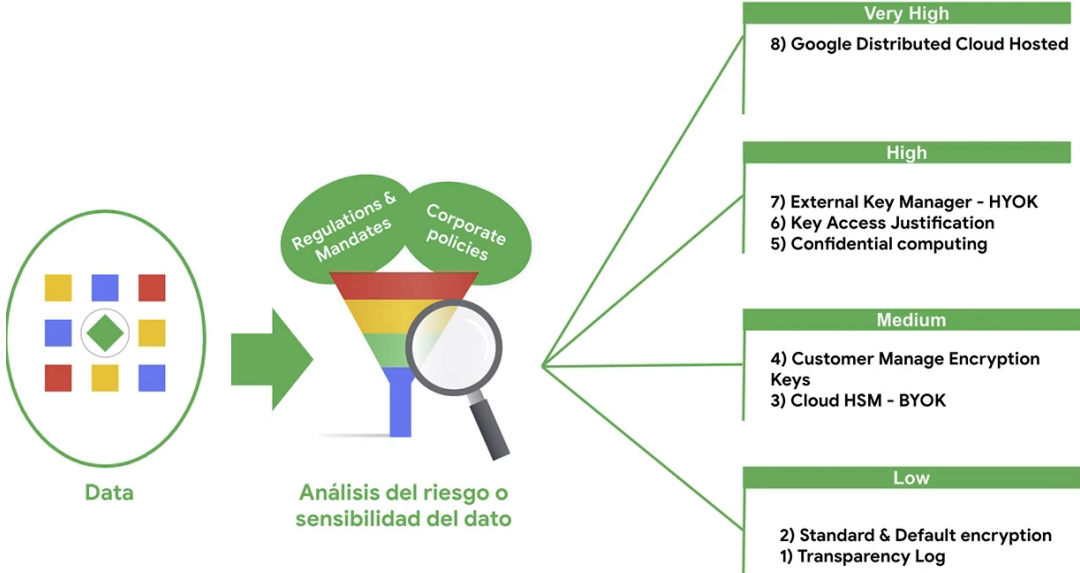 Very High
8) Google Distributed Cloud Hosted
High
7) External Key Manager - HYOK
6) Key Access Justification
5) Confidential computing
Regulations &
Mandates
Corporate
policies
Medium
4) Customer Manage Encryption
Keys
3) Cloud HSM - BYOK
Data
Análisis del riesgo o
sensibilidad del dato
Low
2) Standard & Default encryption
1) Transparency Log